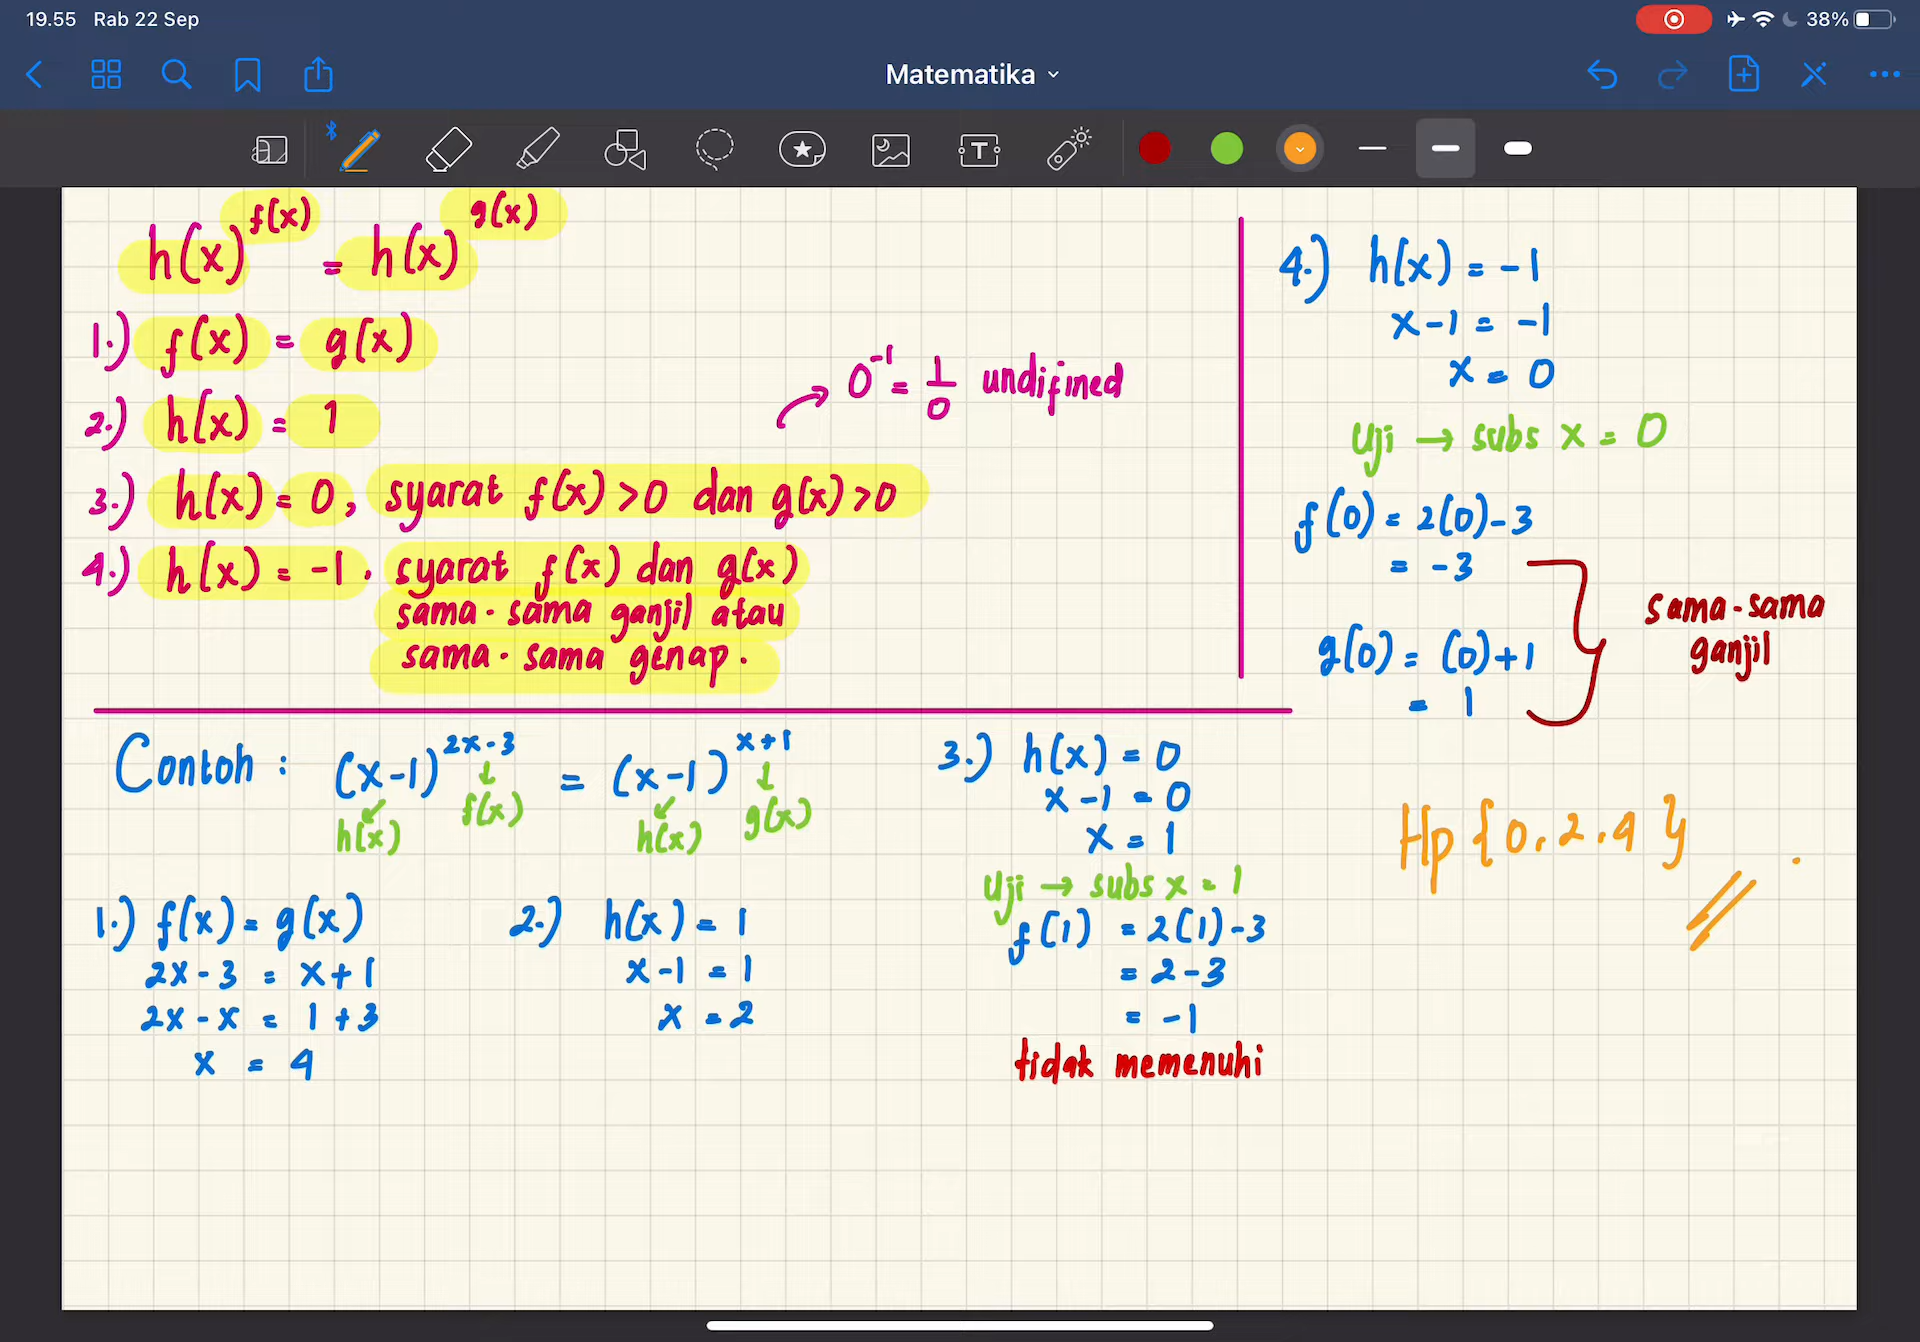 19.55 Rab 22 Sep
38%
Matematika
h(x)^f(x) = h(x)^g(x)
1.) f(x) = g(x)
2.) h(x) = 1
3.) h(x) = 0, syarat f(x) >0 dan g(x) >0
0^-1 = 1/0 undifined
4.) h(x) = -1. syarat f(x) dan g(x)
sama-sama ganjil atau
sama-sama genap.
Contoh : (x-1)^2x-3 = (x-1)^x+1
h(x) f(x) h(x) g(x)
1.) f(x) = g(x)
2x-3 = x+1
2x-x = 1+3
x = 4
2.) h(x) = 1
x-1 = 1
x = 2
3.) h(x) = 0
x-1 = 0
x = 1
Uji → subs x = 1
f(1) = 2(1)-3
= 2-3
= -1
tidak memenuhi
4.) h(x) = -1
x-1 = -1
x = 0
Uji → subs x = 0
f(0) = 2(0)-3
= -3
g(0) = (0)+1
= 1
sama-sama
ganjil
Hp {0,2,4}